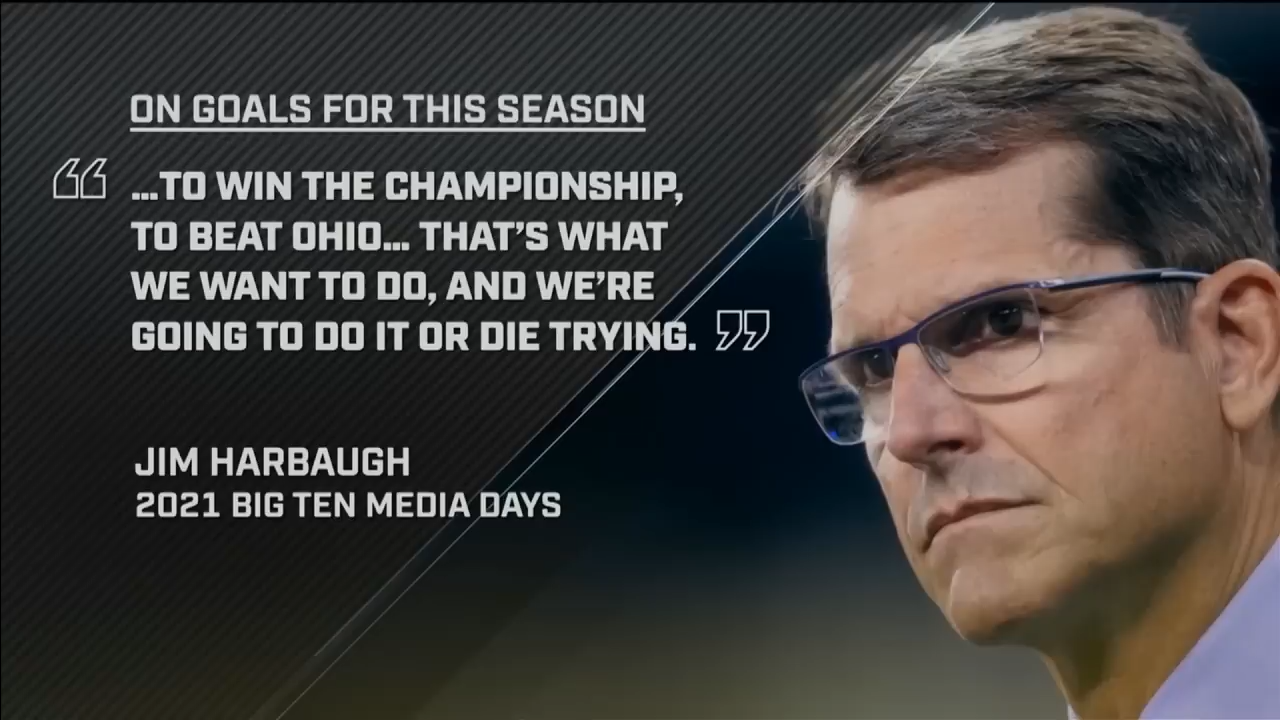 ON GOALS FOR THIS SEASON
“...TO WIN THE CHAMPIONSHIP,
TO BEAT OHIO... THAT’S WHAT
WE WANT TO DO, AND WE’RE
GOING TO DO IT OR DIE TRYING.”
JIM HARBAUGH
2021 BIG TEN MEDIA DAYS